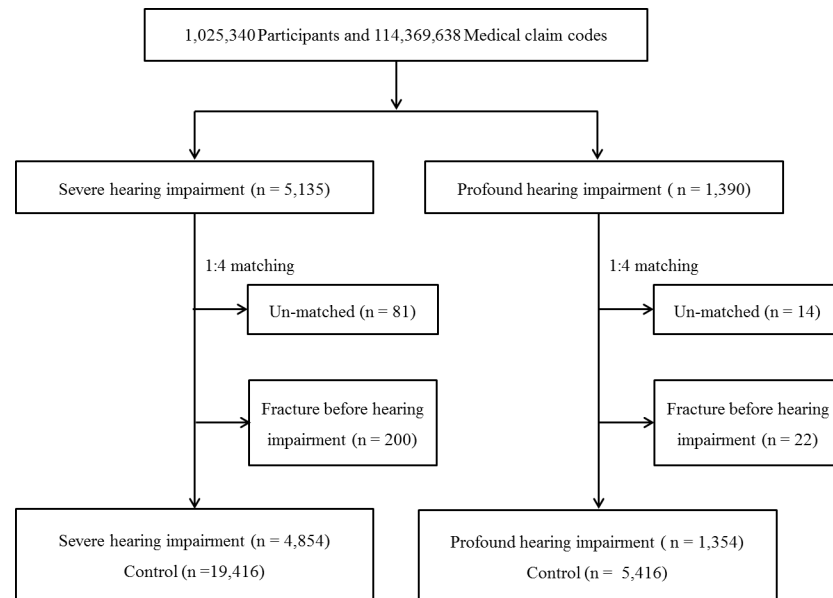 1,025,340 Participants and 114,369,638 Medical claim codes
Severe hearing impairment (n = 5,135)
Profound hearing impairment ( n = 1,390)
1:4 matching
1:4 matching
Un-matched (n = 81)
Un-matched (n = 14)
Fracture before hearing
impairment (n = 200)
Fracture before hearing
impairment (n = 22)
Severe hearing impairment (n = 4,854)
Control (n =19,416)
Profound hearing impairment ( n = 1,354)
Control (n = 5,416)